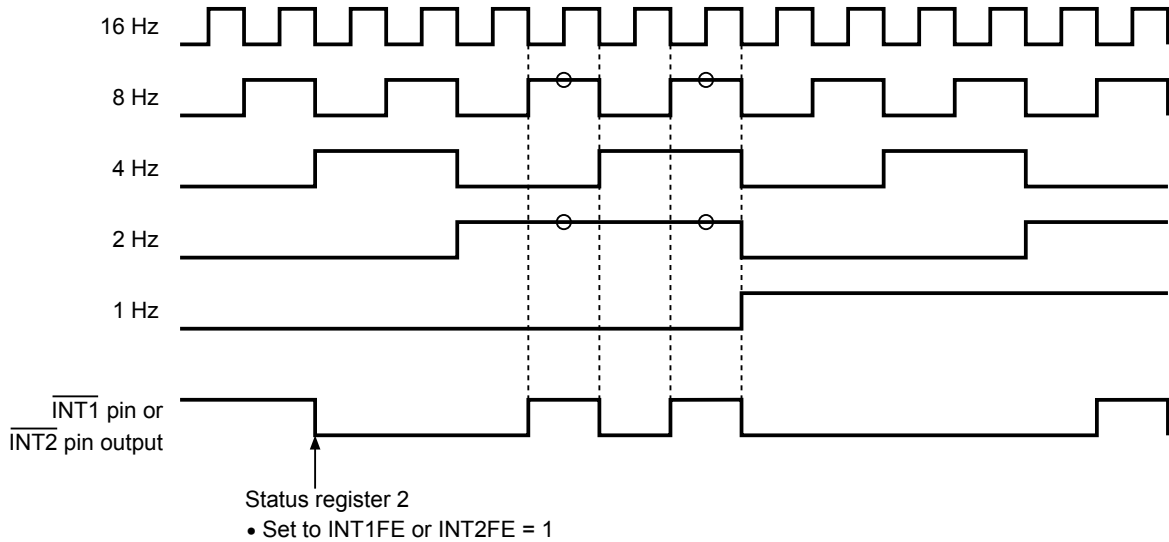 16 Hz
8 Hz
4 Hz
2 Hz
1 Hz
INT1 pin or
INT2 pin output
Status register 2
• Set to INT1FE or INT2FE = 1